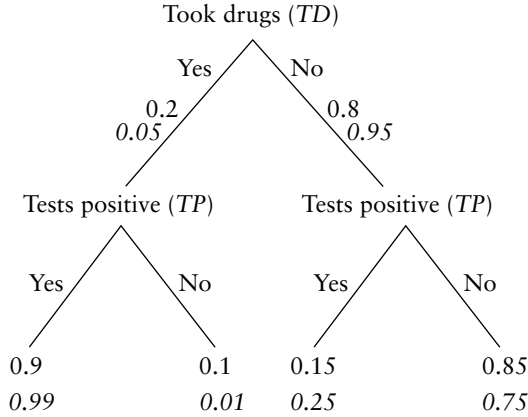 Took drugs (TD)
Yes No
0.2 0.8
0.05 0.95
Tests positive (TP) Tests positive (TP)
Yes No Yes No
0.9 0.1 0.15 0.85
0.99 0.01 0.25 0.75